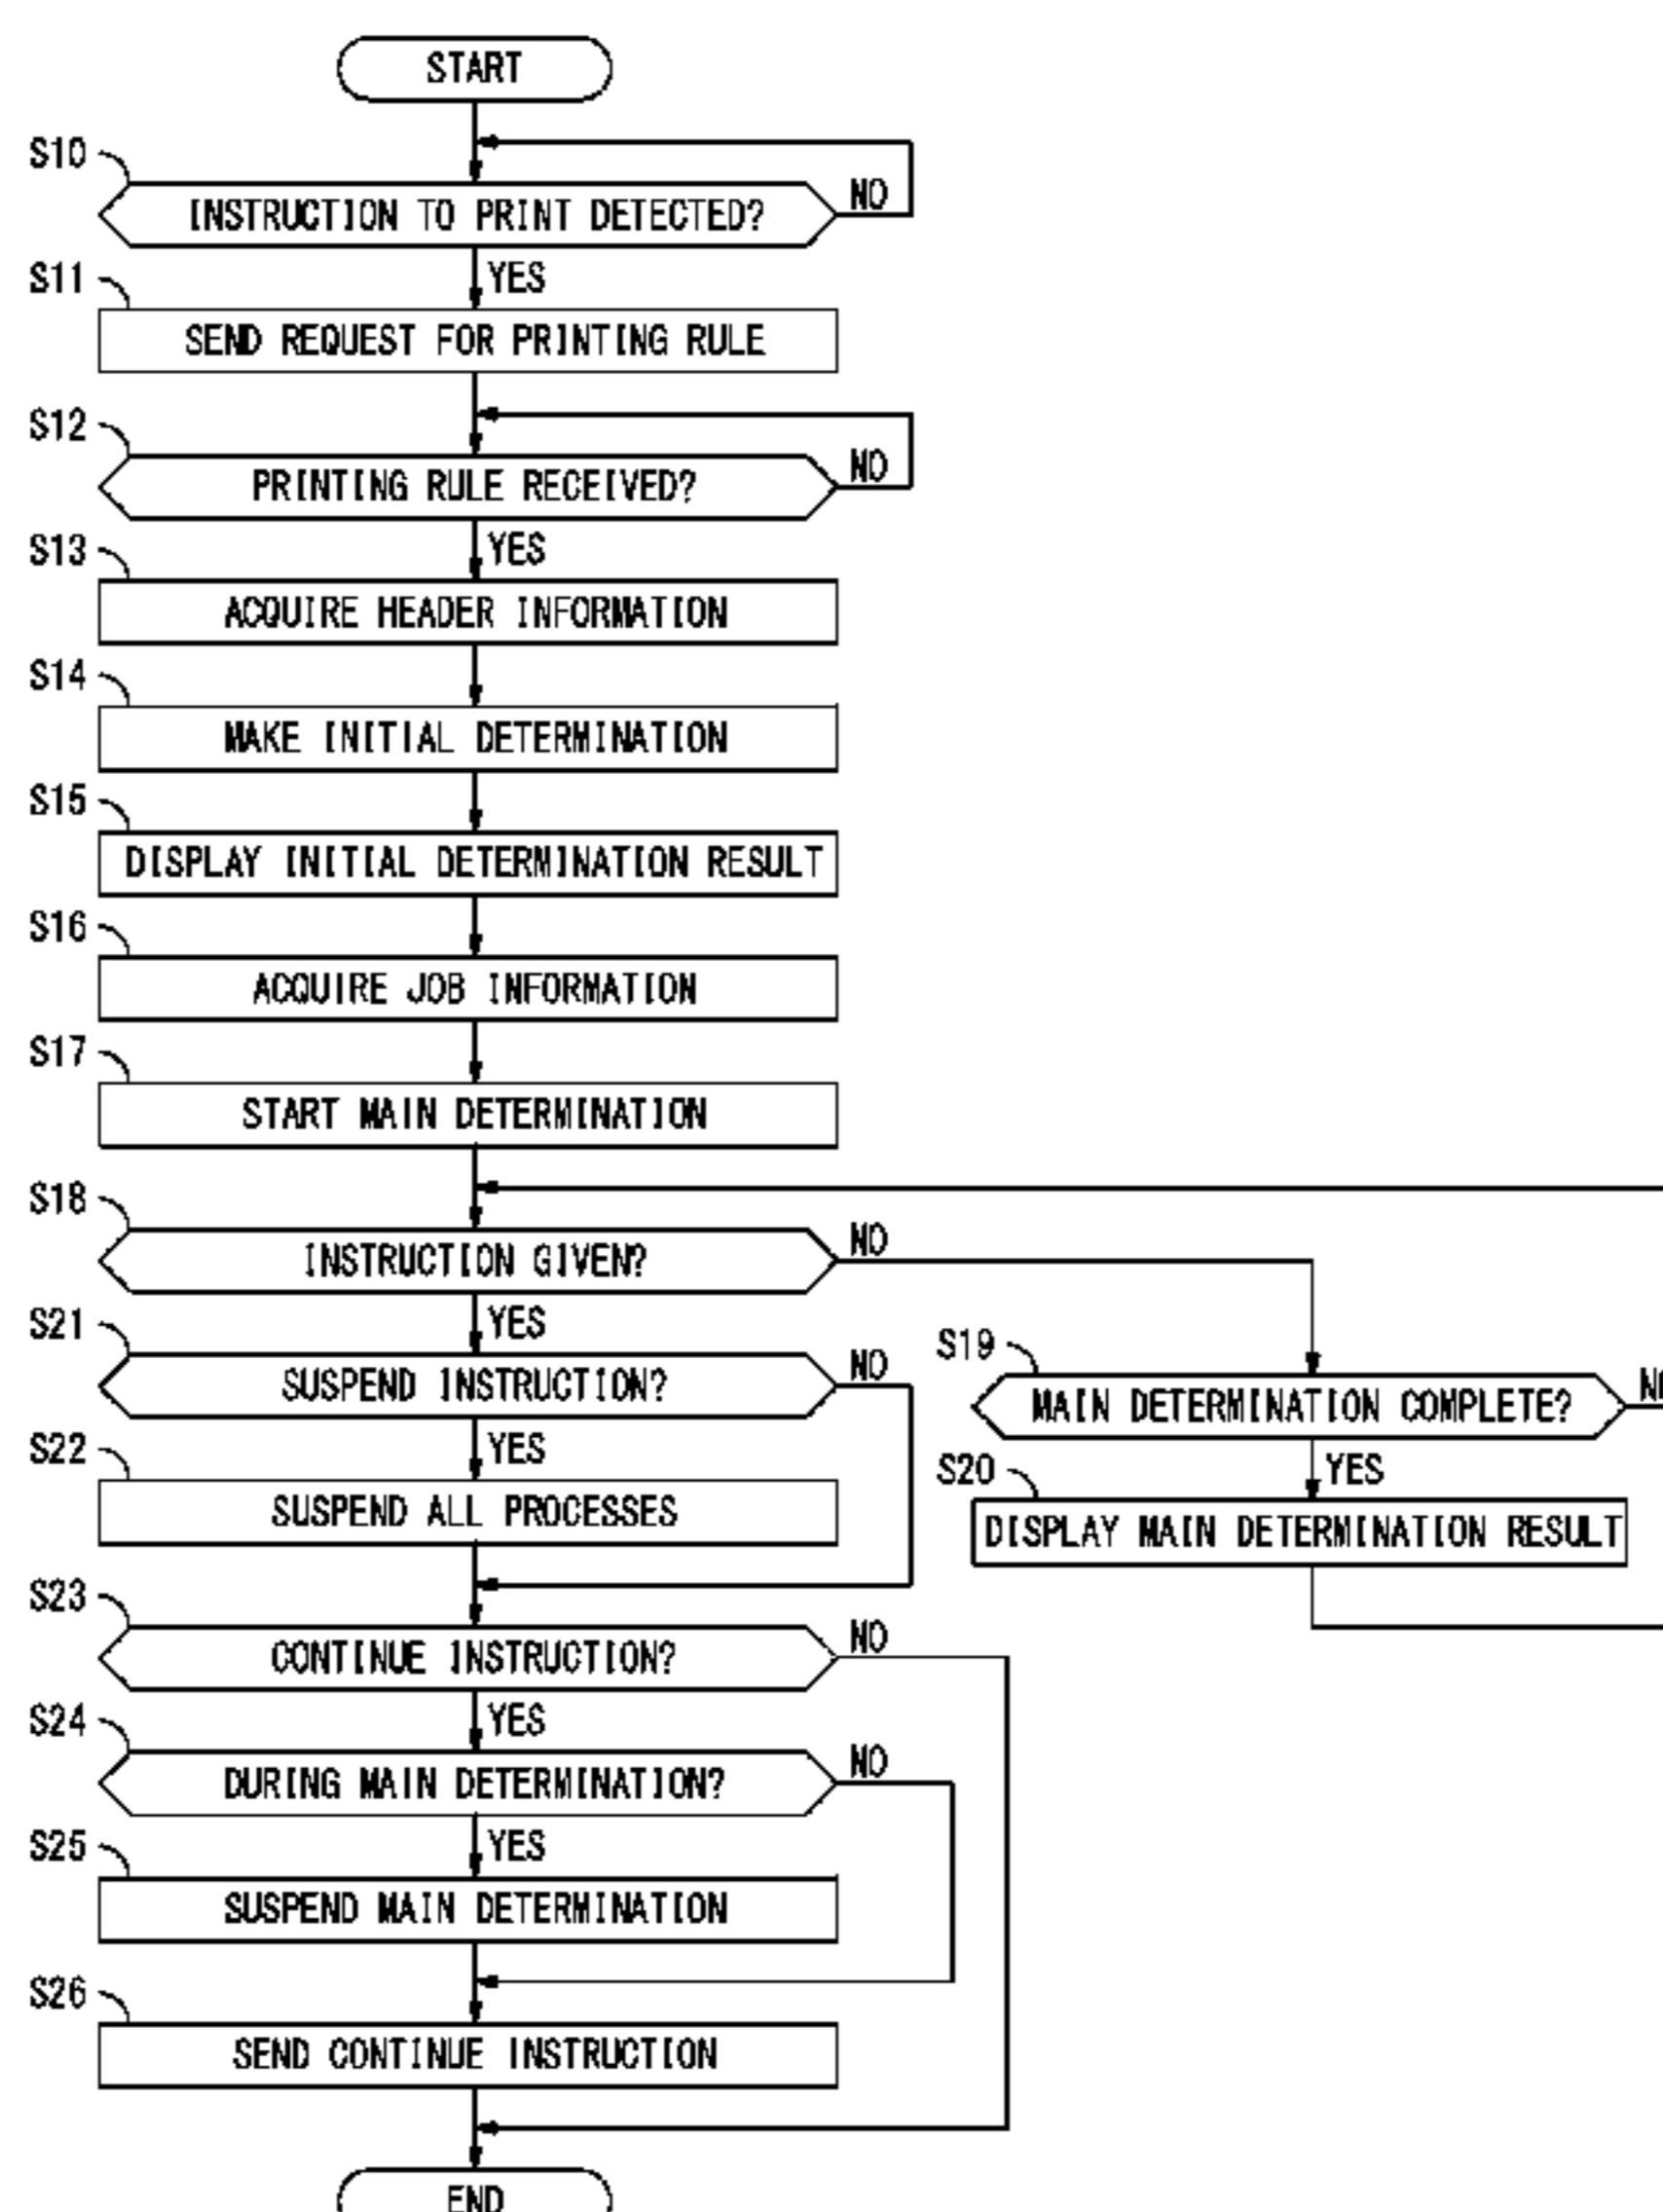 START
S10
INSTRUCTION TO PRINT DETECTED?
NO
YES
S11
SEND REQUEST FOR PRINTING RULE
S12
PRINTING RULE RECEIVED?
NO
YES
S13
ACQUIRE HEADER INFORMATION
S14
MAKE INITIAL DETERMINATION
S15
DISPLAY INITIAL DETERMINATION RESULT
S16
ACQUIRE JOB INFORMATION
S17
START MAIN DETERMINATION
S18
INSTRUCTION GIVEN?
NO
YES
S19
MAIN DETERMINATION COMPLETE?
NO
YES
S20
DISPLAY MAIN DETERMINATION RESULT
S21
SUSPEND INSTRUCTION?
NO
YES
S22
SUSPEND ALL PROCESSES
S23
CONTINUE INSTRUCTION?
NO
YES
S24
DURING MAIN DETERMINATION?
NO
YES
S25
SUSPEND MAIN DETERMINATION
S26
SEND CONTINUE INSTRUCTION
END